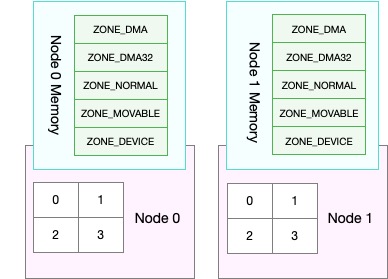 Node 0 Memory
ZONE_DMA
ZONE_DMA32
ZONE_NORMAL
ZONE_MOVABLE
ZONE_DEVICE
0 1
2 3
Node 0
Node 1 Memory
ZONE_DMA
ZONE_DMA32
ZONE_NORMAL
ZONE_MOVABLE
ZONE_DEVICE
0 1
2 3
Node 1